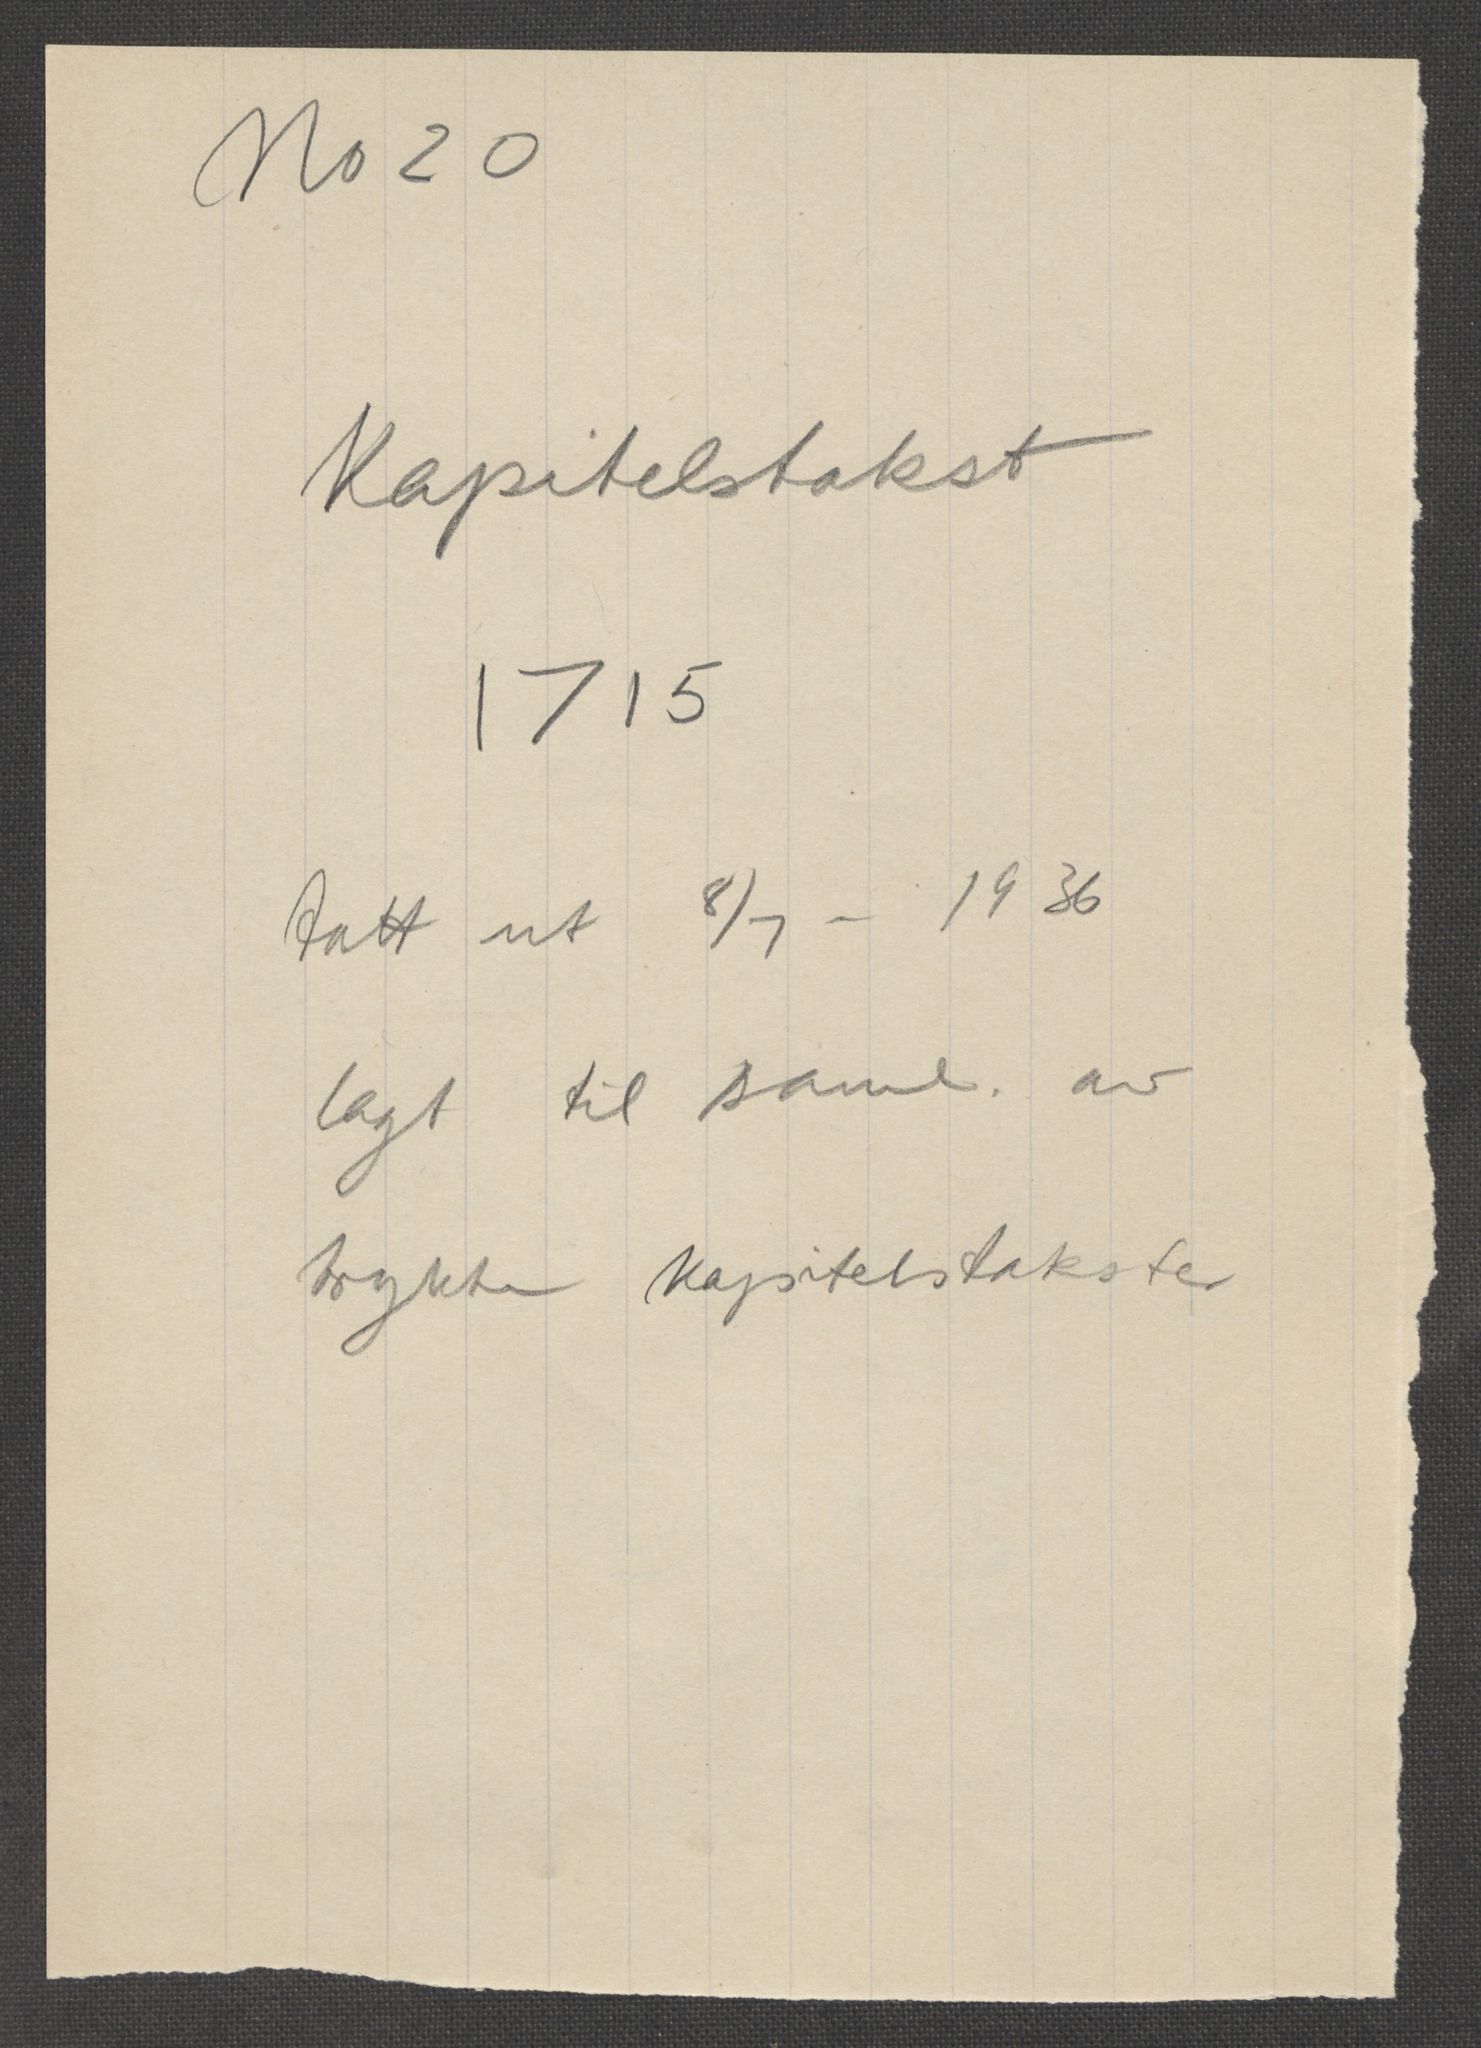 No 20
Kapitelstakst
1715
tatt ut 8/7 - 1936
lagt til saml. av
trykte kapitelstakster